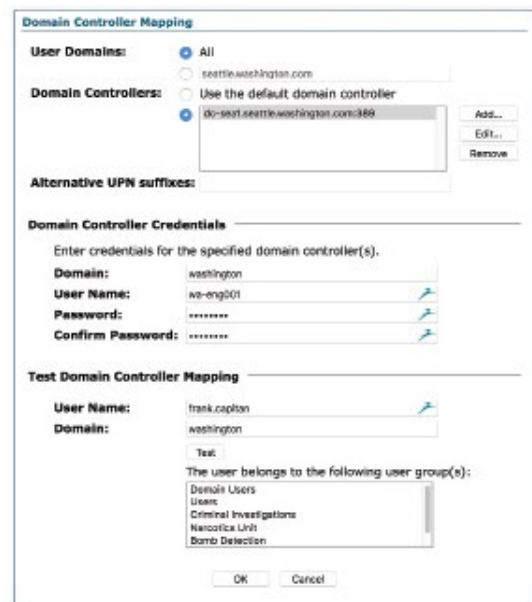 Domain Controller Mapping
User Domains: All
seattle.washington.com
Domain Controllers: Use the default domain controller
dc-seat.seattle.washington.com:389
Add...
Edit...
Remove
Alternative UPN suffixes:
Domain Controller Credentials
Enter credentials for the specified domain controller(s).
Domain: washington
User Name: wa-eng001
Password: ••••••••
Confirm Password: ••••••••
Test Domain Controller Mapping
User Name: frank.capitan
Domain: washington
Test
The user belongs to the following user group(s):
Domain Users
Users
Criminal Investigations
Narcotics Unit
Bomb Detection
OK Cancel